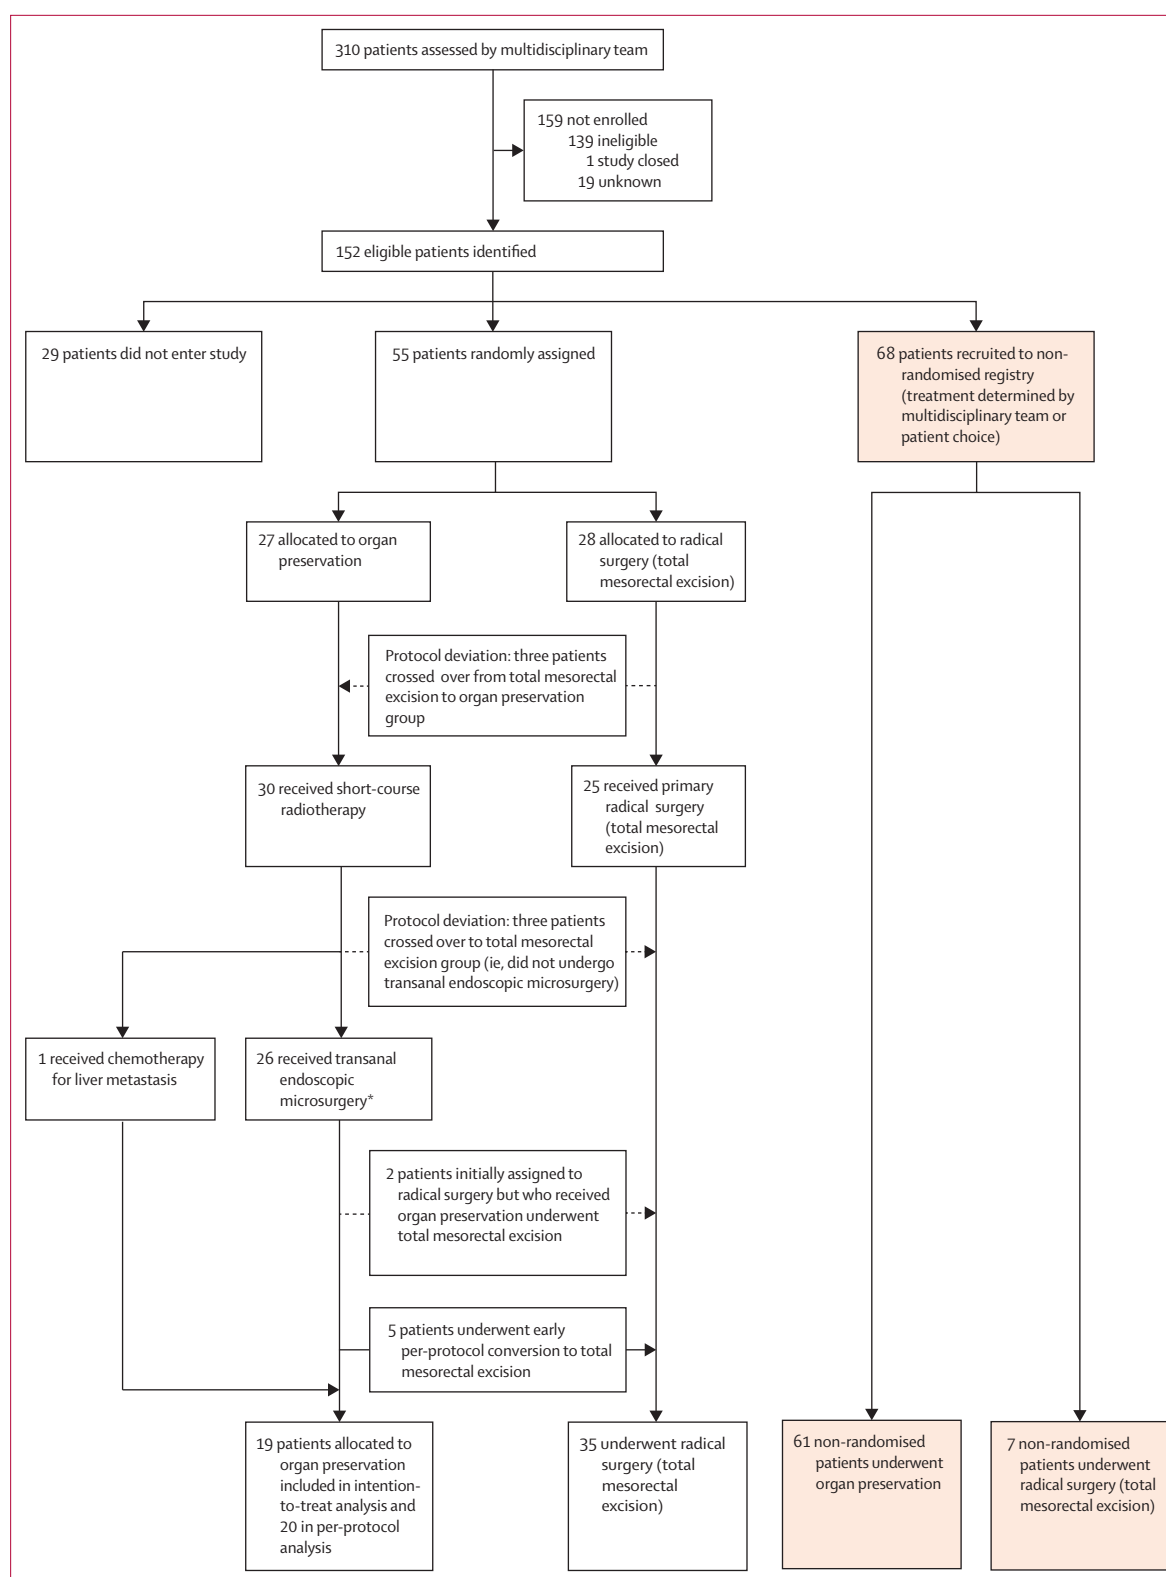 310 patients assessed by multidisciplinary team
159 not enrolled
139 ineligible
1 study closed
19 unknown
152 eligible patients identified
29 patients did not enter study
55 patients randomly assigned
68 patients recruited to non-
randomised registry
(treatment determined by
multidisciplinary team or
patient choice)
27 allocated to organ
preservation
28 allocated to radical
surgery (total
mesorectal excision)
Protocol deviation: three patients
crossed over from total mesorectal
excision to organ preservation
group
30 received short-course
radiotherapy
25 received primary
radical surgery
(total mesorectal
excision)
Protocol deviation: three patients
crossed over to total mesorectal
excision group (ie, did not undergo
transanal endoscopic microsurgery)
1 received chemotherapy
for liver metastasis
26 received transanal
endoscopic
microsurgery*
2 patients initially assigned to
radical surgery but who received
organ preservation underwent
total mesorectal excision
5 patients underwent early
per-protocol conversion to total
mesorectal excision
19 patients allocated to
organ preservation
included in intention-
to-treat analysis and
20 in per-protocol
analysis
35 underwent radical
surgery (total
mesorectal
excision)
61 non-randomised
patients underwent
organ preservation
7 non-randomised
patients underwent
radical surgery (total
mesorectal excision)